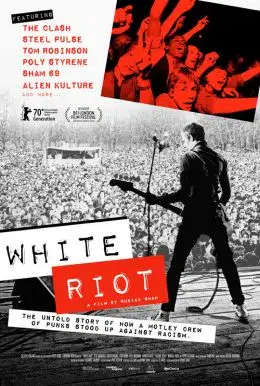 FEATURING
THE CLASH
STEEL PULSE
TOM ROBINSON
POLY STYRENE
SHAM 69
ALIEN KULTURE
AND MORE...
70
Generation
BFI LONDON
FILM FESTIVAL
WHITE
RIOT
A FILM BY RUBIKA SHAH
THE UNTOLD STORY OF HOW A MOTLEY CREW
OF PUNKS STOOD UP AGAINST RACISM.